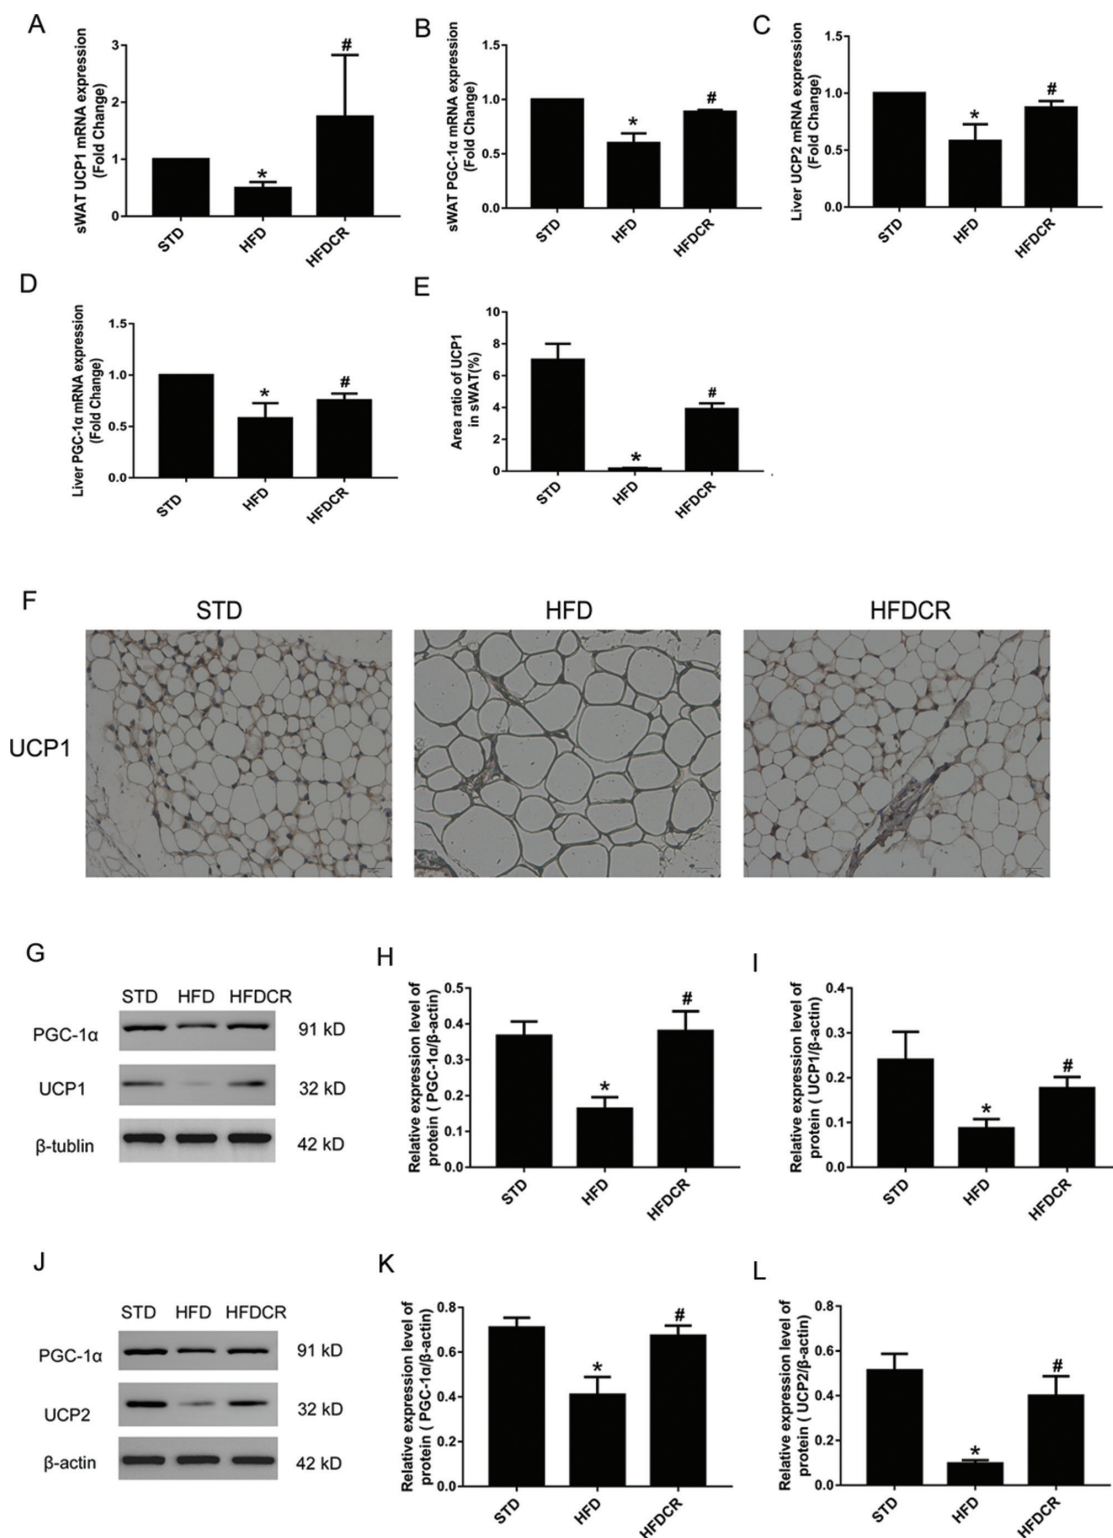 A
sWAT UCP1 mRNA expression
(Fold Change)
3
2
1
0
*
#
STD
HFD
HFDCR
B
sWAT PGC-1α mRNA expression
(Fold Change)
1.5
1.0
0.5
0.0
*
#
STD
HFD
HFDCR
C
Liver UCP2 mRNA expression
(Fold Change)
1.5
1.0
0.5
0.0
*
#
STD
HFD
HFDCR
D
Liver PGC-1α mRNA expression
(Fold Change)
1.5
1.0
0.5
0.0
*
#
STD
HFD
HFDCR
E
Area ratio of UCP1
in sWAT(%)
10
8
6
4
2
0
*
#
STD
HFD
HFDCR
F
STD
HFD
HFDCR
UCP1
G
STD HFD HFDCR
PGC-1α 91 kD
UCP1 32 kD
β-tublin 42 kD
H
Relative expression level of
protein ( PGC-1α/β-actin)
0.5
0.4
0.3
0.2
0.1
0.0
*
#
STD
HFD
HFDCR
I
Relative expression level of
protein ( UCP1/β-actin)
0.4
0.3
0.2
0.1
0.0
*
#
STD
HFD
HFDCR
J
STD HFD HFDCR
PGC-1α 91 kD
UCP2 32 kD
β-actin 42 kD
K
Relative expression level of
protein ( PGC-1α/β-actin)
0.8
0.6
0.4
0.2
0.0
*
#
STD
HFD
HFDCR
L
Relative expression level of
protein ( UCP2/β-actin)
0.8
0.6
0.4
0.2
0.0
*
#
STD
HFD
HFDCR